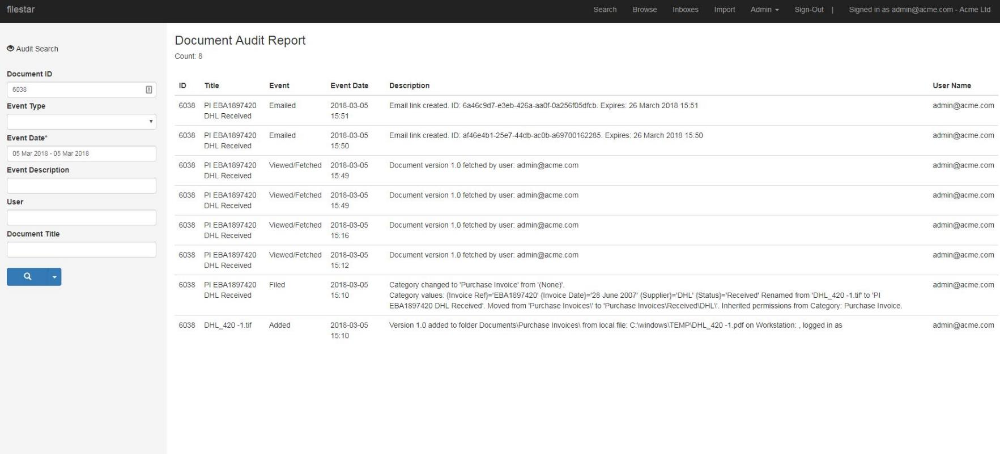 filestar
Search Browse Inboxes Import Admin Sign-Out | Signed in as admin@acme.com - Acme Ltd
Audit Search
Document ID
6038
Event Type
Event Date*
05 Mar 2018 - 05 Mar 2018
Event Description
User
Document Title
Document Audit Report
Count: 8
ID Title Event Event Date Description User Name
6038 PI EBA1897420 Emailed 2018-03-05 Email link created. ID: 6a46c9d7-e3eb-426a-aa0f-0a256f05dfcb. Expires: 26 March 2018 15:51 admin@acme.com
DHL Received 15:51
6038 PI EBA1897420 Emailed 2018-03-05 Email link created. ID: af46e4b1-25e7-44db-ac0b-a69700162285. Expires: 26 March 2018 15:50 admin@acme.com
DHL Received 15:50
6038 PI EBA1897420 Viewed/Fetched 2018-03-05 Document version 1.0 fetched by user: admin@acme.com admin@acme.com
DHL Received 15:49
6038 PI EBA1897420 Viewed/Fetched 2018-03-05 Document version 1.0 fetched by user: admin@acme.com admin@acme.com
DHL Received 15:49
6038 PI EBA1897420 Viewed/Fetched 2018-03-05 Document version 1.0 fetched by user: admin@acme.com admin@acme.com
DHL Received 15:16
6038 PI EBA1897420 Viewed/Fetched 2018-03-05 Document version 1.0 fetched by user: admin@acme.com admin@acme.com
DHL Received 15:12
6038 PI EBA1897420 Filed 2018-03-05 Category changed to 'Purchase Invoice' from '(None)'. admin@acme.com
DHL Received 15:10 Category values: {Invoice Ref}='EBA1897420' {Invoice Date}='28 June 2007' {Supplier}='DHL' {Status}='Received' Renamed from 'DHL_420 -1.tif' to 'PI
EBA1897420 DHL Received'. Moved from 'Purchase Invoices\' to 'Purchase Invoices\Received\DHL\'. Inherited permissions from Category: Purchase Invoice.
6038 DHL_420 -1.tif Added 2018-03-05 Version 1.0 added to folder Documents\Purchase Invoices\ from local file: C:\windows\TEMP\DHL_420 -1.pdf on Workstation: , logged in as admin@acme.com
15:10